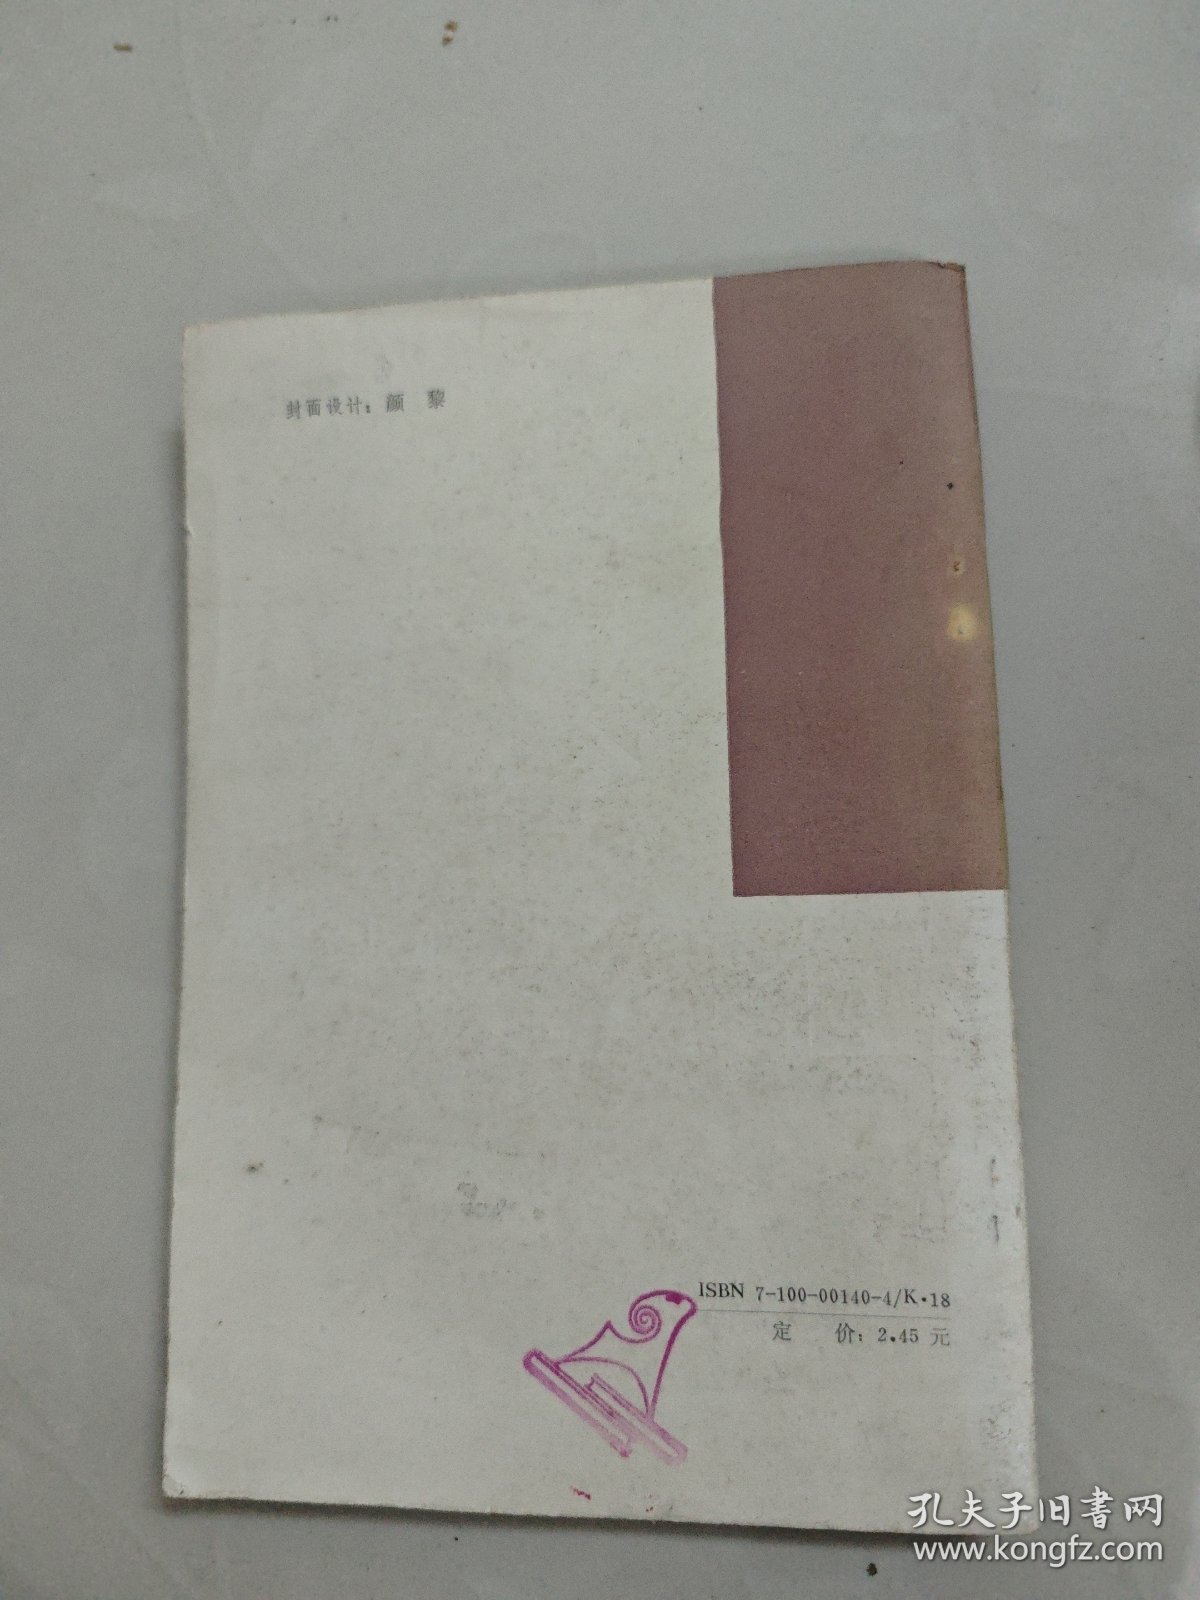 封面设计：颜 黎
ISBN 7-100-00140-4/K·18
定 价：2.45 元
孔夫子旧书网
www.kongfz.com